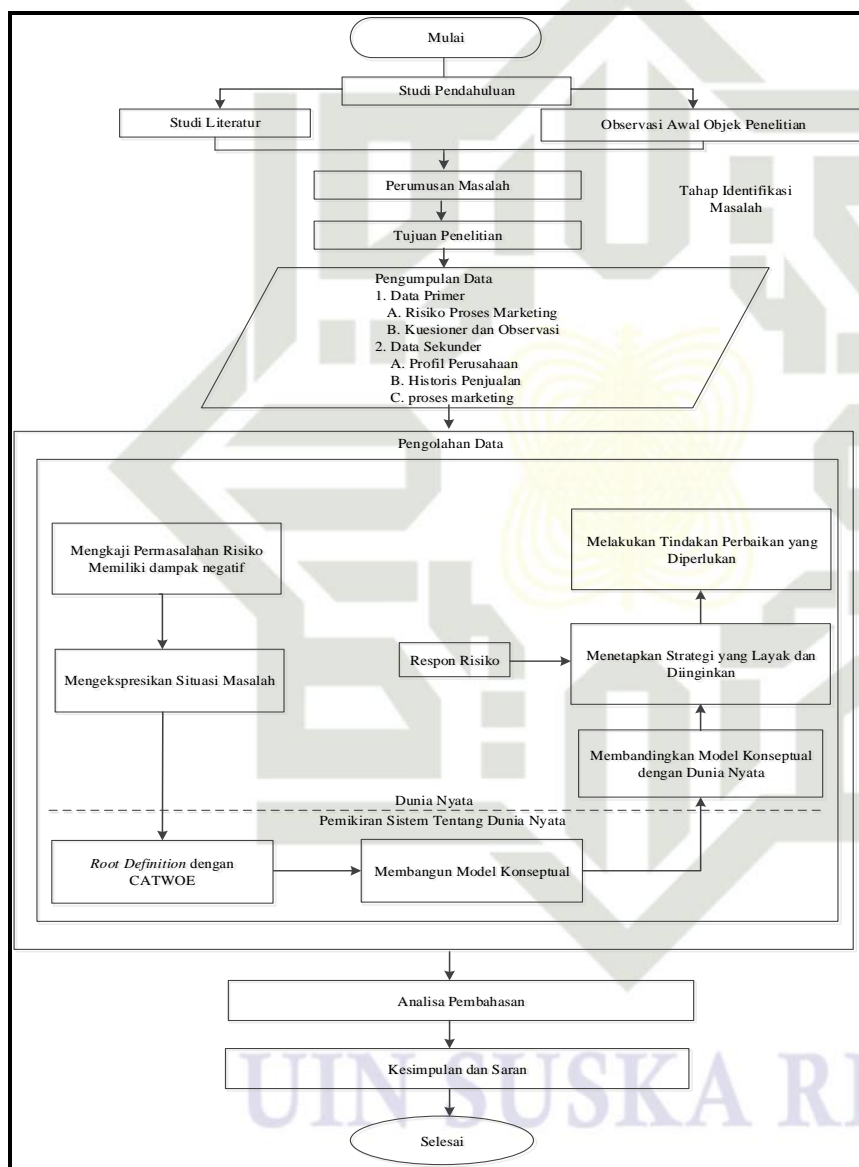 Mulai
Studi Pendahuluan
Studi Literatur
Observasi Awal Objek Penelitian
Perumusan Masalah
Tahap Identifikasi
Masalah
Tujuan Penelitian
Pengumpulan Data
1. Data Primer
A. Risiko Proses Marketing
B. Kuesioner dan Observasi
2. Data Sekunder
A. Profil Perusahaan
B. Historis Penjualan
C. proses marketing
Pengolahan Data
Mengkaji Permasalahan Risiko
Memiliki dampak negatif
Melakukan Tindakan Perbaikan yang
Diperlukan
Mengekspresikan Situasi Masalah
Respon Risiko
Menetapkan Strategi yang Layak dan
Diinginkan
Membandingkan Model Konseptual
dengan Dunia Nyata
Dunia Nyata
Pemikiran Sistem Tentang Dunia Nyata
Root Definition dengan
CATWOE
Membangun Model Konseptual
Analisa Pembahasan
Kesimpulan dan Saran
Selesai
UIN SUSKA RI